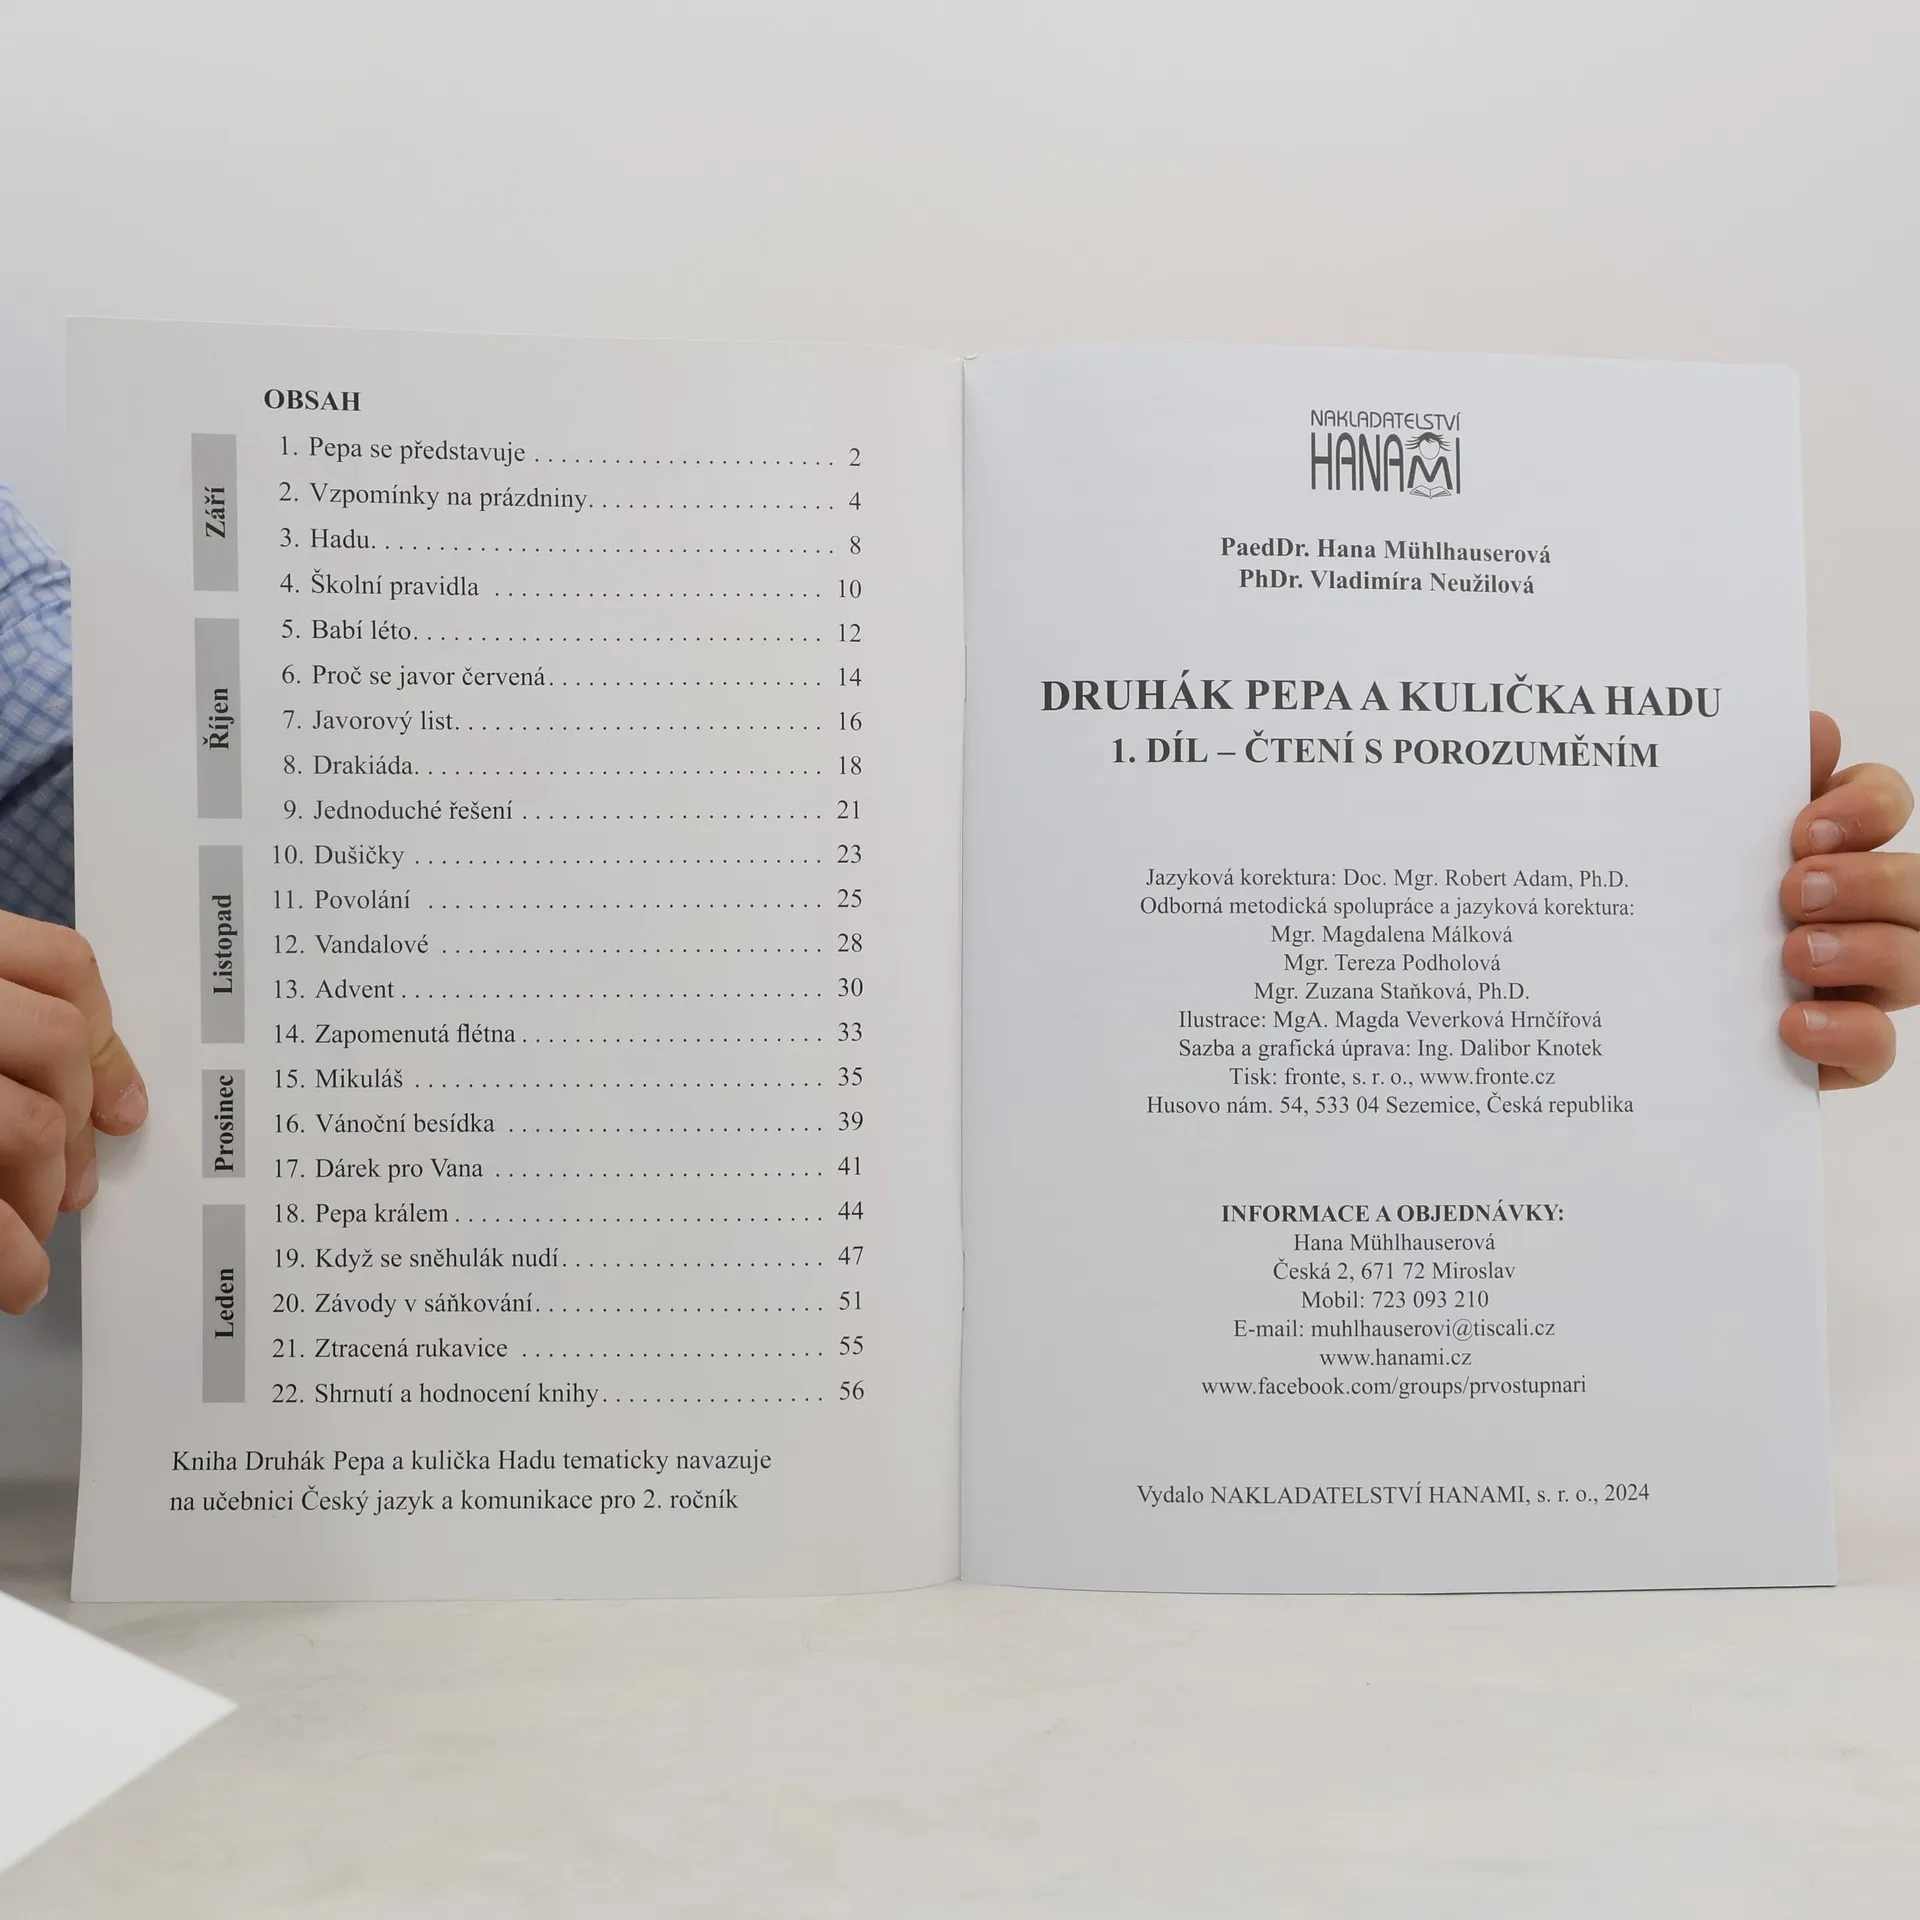 OBSAH
Září
1. Pepa se představuje . . . . . . . . . . . . . . . . . . . . . . . 2
2. Vzpomínky na prázdniny. . . . . . . . . . . . . . . . . . . 4
3. Hadu. . . . . . . . . . . . . . . . . . . . . . . . . . . . . . . . . . . 8
4. Školní pravidla . . . . . . . . . . . . . . . . . . . . . . . . . 10
Říjen
5. Babí léto. . . . . . . . . . . . . . . . . . . . . . . . . . . . . . . 12
6. Proč se javor červená. . . . . . . . . . . . . . . . . . . . . 14
7. Javorový list. . . . . . . . . . . . . . . . . . . . . . . . . . . . 16
8. Drakiáda. . . . . . . . . . . . . . . . . . . . . . . . . . . . . . . 18
9. Jednoduché řešení . . . . . . . . . . . . . . . . . . . . . . . 21
Listopad
10. Dušičky . . . . . . . . . . . . . . . . . . . . . . . . . . . . . . . 23
11. Povolání . . . . . . . . . . . . . . . . . . . . . . . . . . . . . . 25
12. Vandalové . . . . . . . . . . . . . . . . . . . . . . . . . . . . . 28
13. Advent . . . . . . . . . . . . . . . . . . . . . . . . . . . . . . . . 30
14. Zapomenutá flétna . . . . . . . . . . . . . . . . . . . . . . . 33
Prosinec
15. Mikuláš . . . . . . . . . . . . . . . . . . . . . . . . . . . . . . . 35
16. Vánoční besídka . . . . . . . . . . . . . . . . . . . . . . . . 39
17. Dárek pro Vana . . . . . . . . . . . . . . . . . . . . . . . . . 41
Leden
18. Pepa králem . . . . . . . . . . . . . . . . . . . . . . . . . . . . 44
19. Když se sněhulák nudí. . . . . . . . . . . . . . . . . . . . 47
20. Závody v sáňkování. . . . . . . . . . . . . . . . . . . . . . 51
21. Ztracená rukavice . . . . . . . . . . . . . . . . . . . . . . . 55
22. Shrnutí a hodnocení knihy. . . . . . . . . . . . . . . . . 56
Kniha Druhák Pepa a kulička Hadu tematicky navazuje
na učebnici Český jazyk a komunikace pro 2. ročník
NAKLADATELSTVÍ
HANAMI
PaedDr. Hana Mühlhauserová
PhDr. Vladimíra Neužilová
DRUHÁK PEPA A KULIČKA HADU
1. DÍL – ČTENÍ S POROZUMĚNÍM
Jazyková korektura: Doc. Mgr. Robert Adam, Ph.D.
Odborná metodická spolupráce a jazyková korektura:
Mgr. Magdalena Málková
Mgr. Tereza Podholová
Mgr. Zuzana Staňková, Ph.D.
Ilustrace: MgA. Magda Veverková Hrnčířová
Sazba a grafická úprava: Ing. Dalibor Knotek
Tisk: fronte, s. r. o., www.fronte.cz
Husovo nám. 54, 533 04 Sezemice, Česká republika
INFORMACE A OBJEDNÁVKY:
Hana Mühlhauserová
Česká 2, 671 72 Miroslav
Mobil: 723 093 210
E-mail: muhlhauserovi@tiscali.cz
www.hanami.cz
www.facebook.com/groups/prvostupnari
Vydalo NAKLADATELSTVÍ HANAMI, s. r. o., 2024